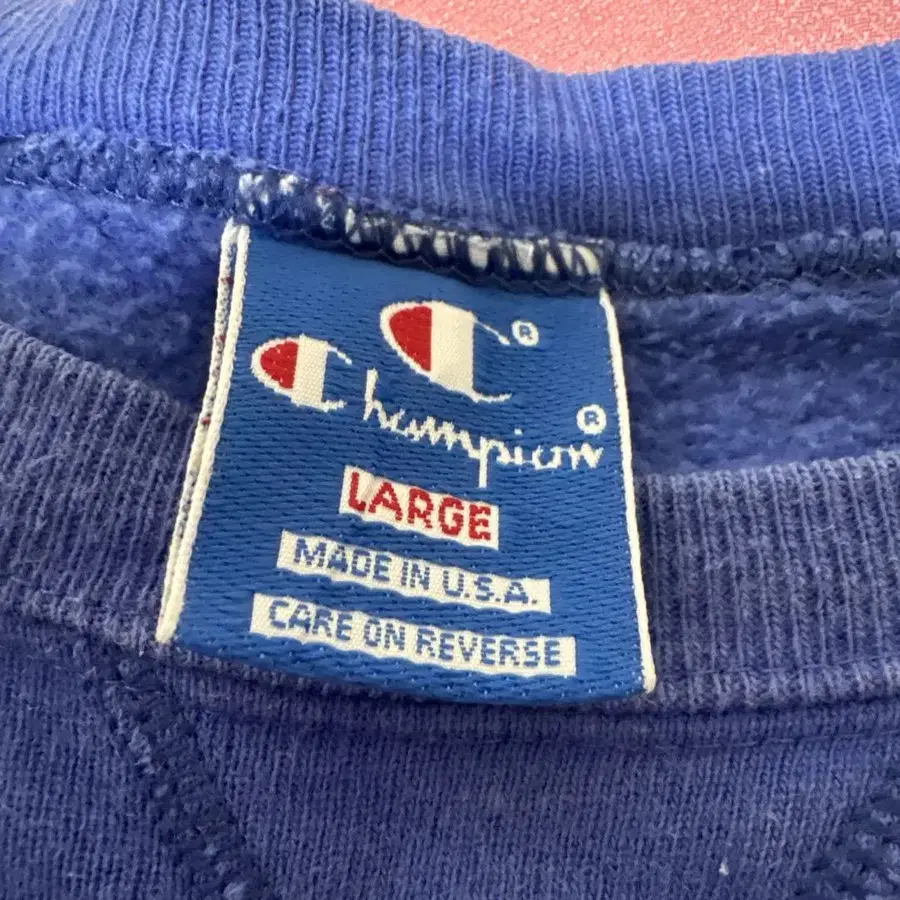 ®
Champion®
LARGE
MADE IN U.S.A.
CARE ON REVERSE